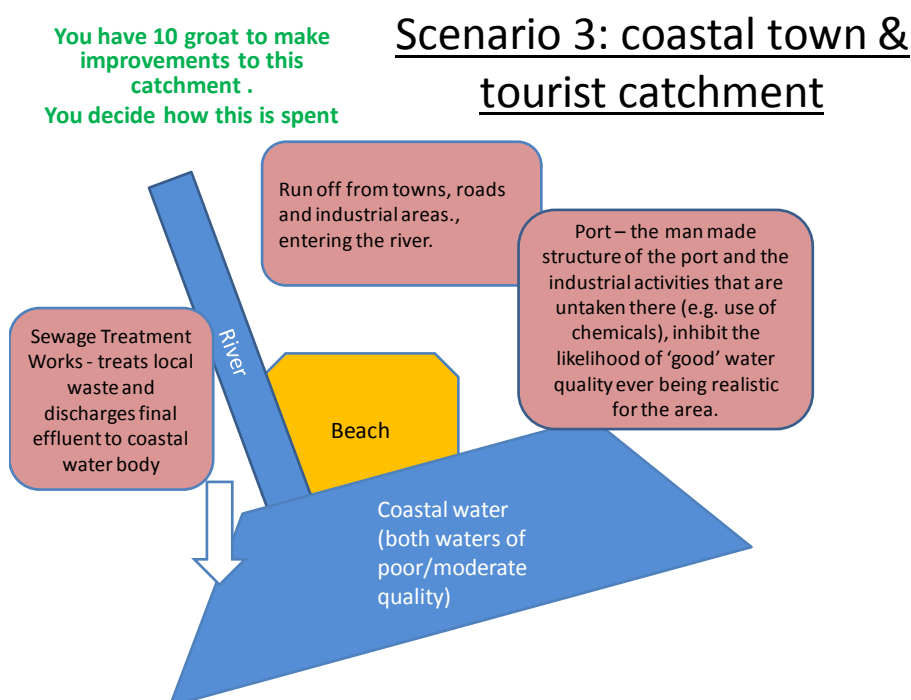 You have 10 groat to make
improvements to this
catchment .
You decide how this is spent
Scenario 3: coastal town &
tourist catchment
Run off from towns, roads
and industrial areas.,
entering the river.
Port – the man made
structure of the port and the
industrial activities that are
untaken there (e.g. use of
chemicals), inhibit the
likelihood of ‘good’ water
quality ever being realistic
for the area.
Sewage Treatment
Works - treats local
waste and
discharges final
effluent to coastal
water body
River
Beach
Coastal water
(both waters of
poor/moderate
quality)